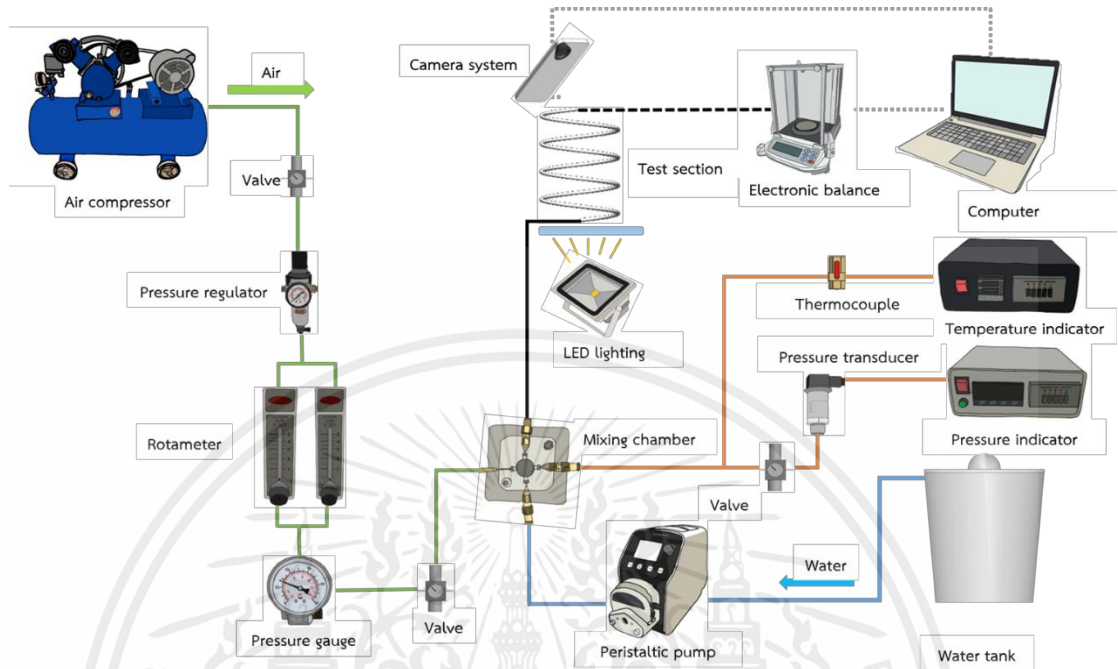 Camera system
Air
Valve
Test section
Electronic balance
Air compressor
Computer
Pressure regulator
Thermocouple
Temperature indicator
LED lighting
Pressure transducer
Rotameter
Mixing chamber
Pressure indicator
Valve
Water
Pressure gauge
Valve
Peristaltic pump
Water tank